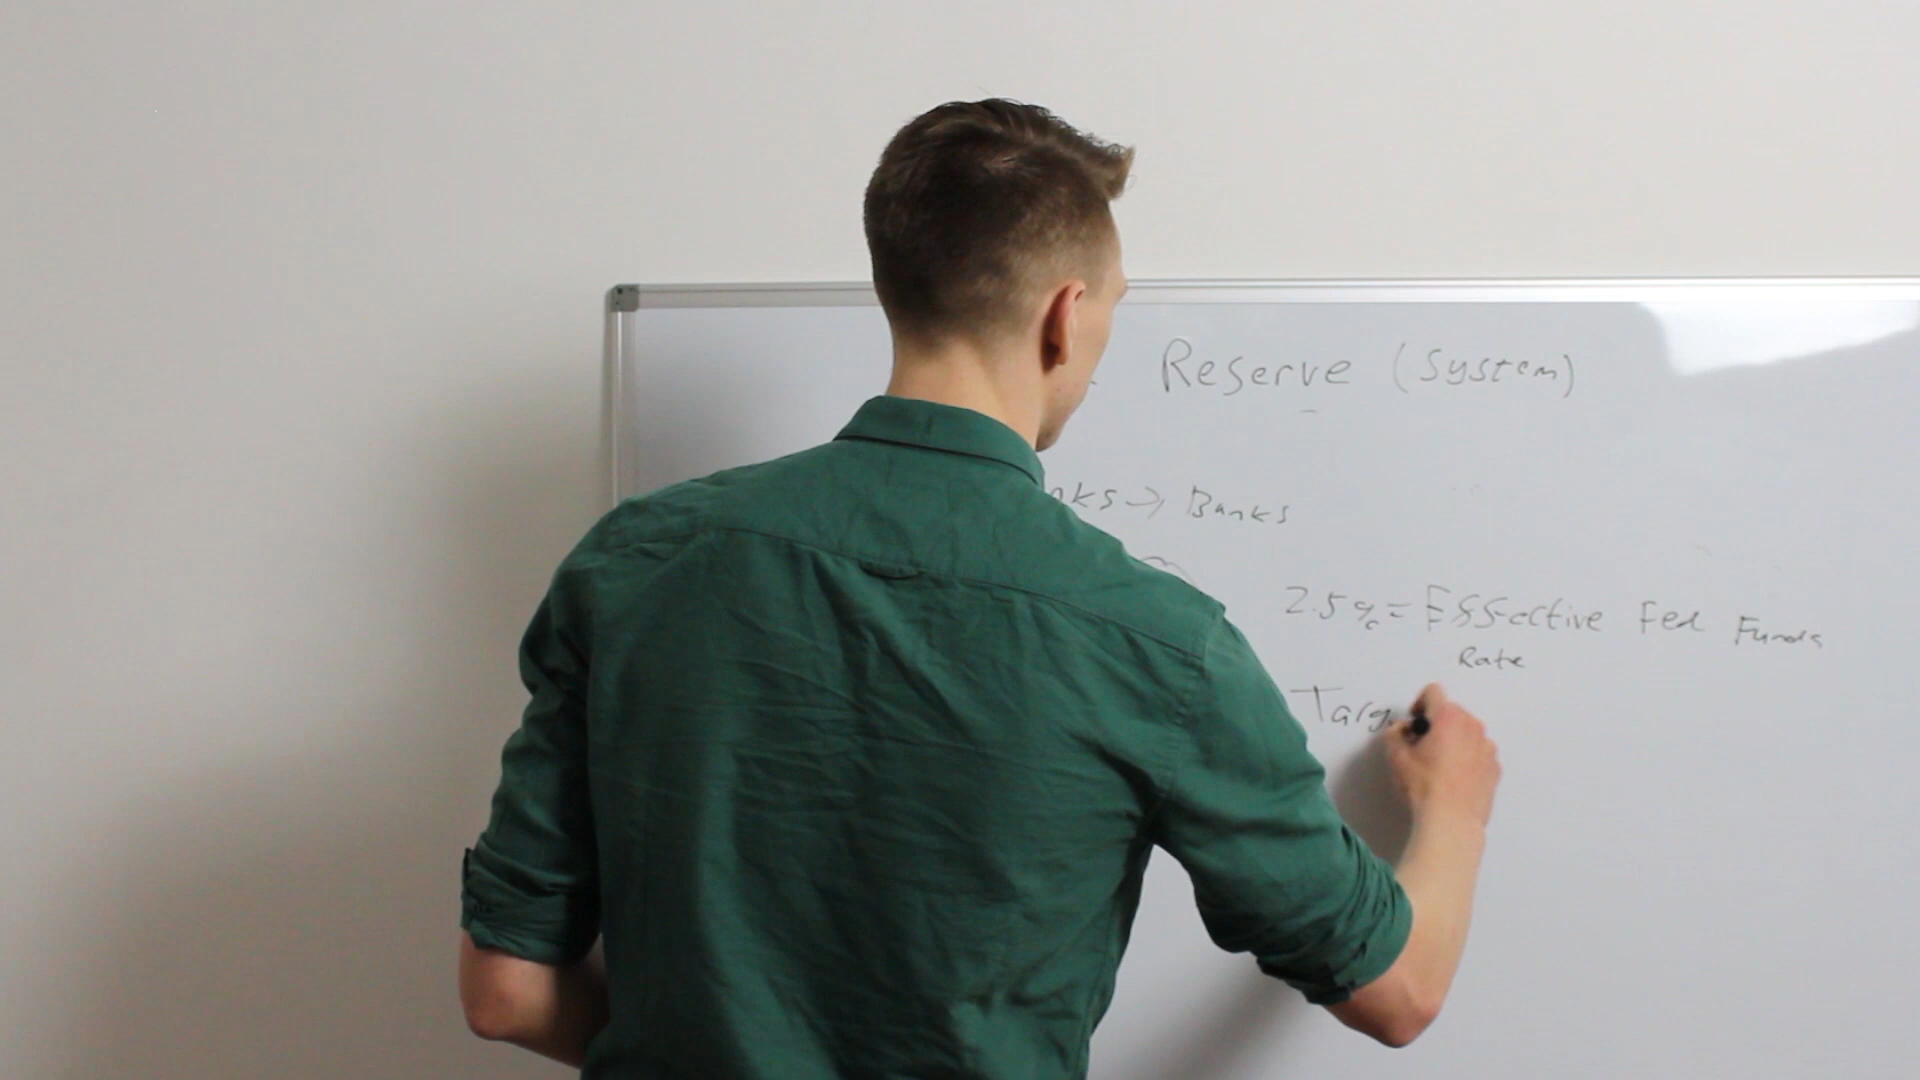 Reserve (System)
nks → Banks
2.5% = Effective Fed Funds
Rate
Targ